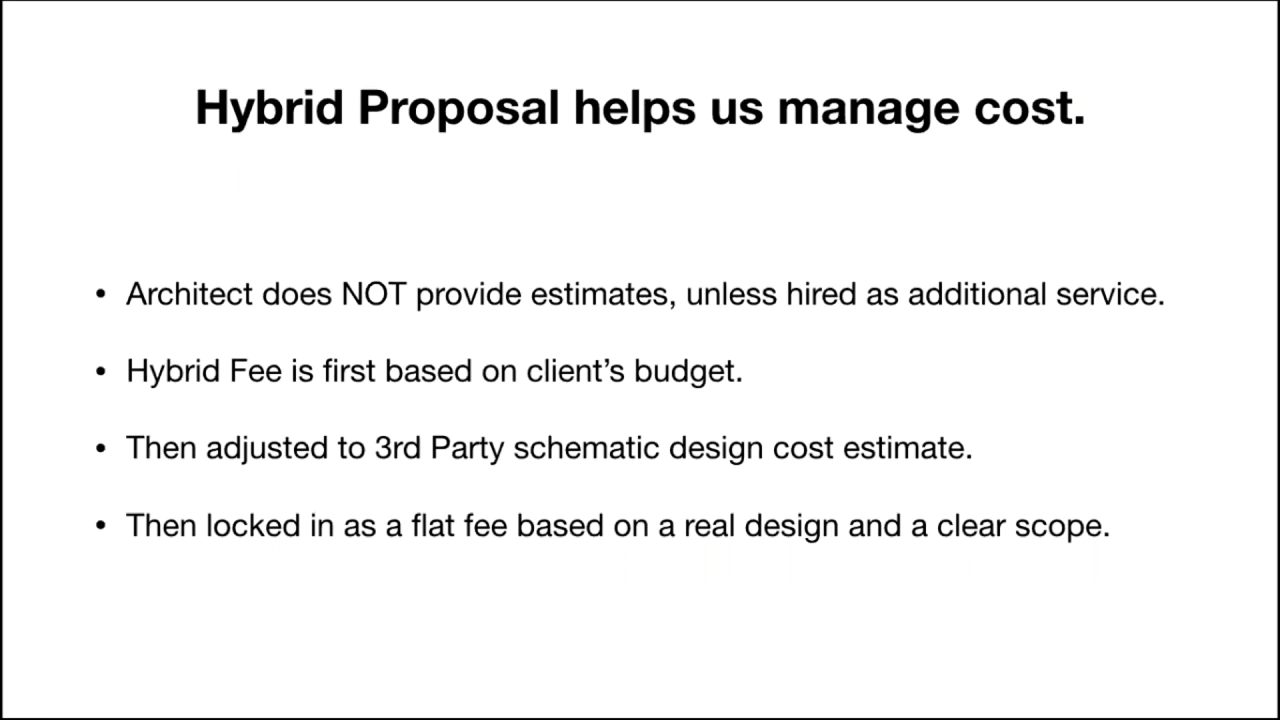 Hybrid Proposal helps us manage cost.
• Architect does NOT provide estimates, unless hired as additional service.
• Hybrid Fee is first based on client’s budget.
• Then adjusted to 3rd Party schematic design cost estimate.
• Then locked in as a flat fee based on a real design and a clear scope.